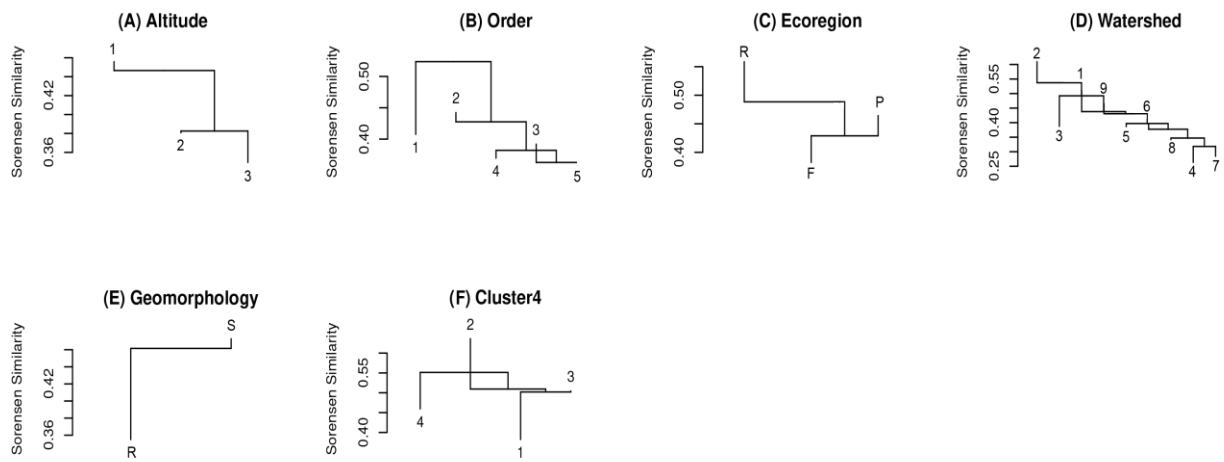 (A) Altitude
Sorensen Similarity
0.36 0.42
1
2
3
(B) Order
Sorensen Similarity
0.40 0.50
1
2
3
4
5
(C) Ecoregion
Sorensen Similarity
0.40 0.50
R
P
F
(D) Watershed
Sorensen Similarity
0.25 0.40 0.55
2
1
9
3
6
5
8
4
7
(E) Geomorphology
Sorensen Similarity
0.36 0.42
S
R
(F) Cluster4
Sorensen Similarity
0.40 0.55
2
3
4
1